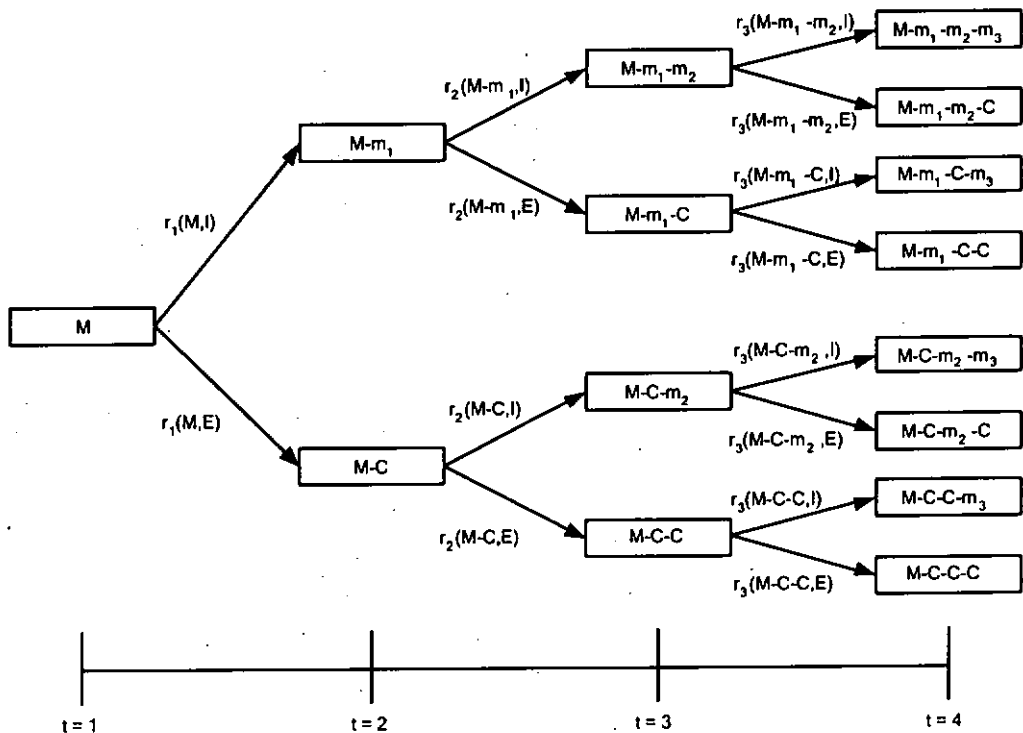 M
r₁(M,I)
r₁(M,E)
M-m₁
M-C
r₂(M-m₁,I)
r₂(M-m₁,E)
r₂(M-C,I)
r₂(M-C,E)
M-m₁-m₂
M-m₁-C
M-C-m₂
M-C-C
r₃(M-m₁-m₂,I)
r₃(M-m₁-m₂,E)
r₃(M-m₁-C,I)
r₃(M-m₁-C,E)
r₃(M-C-m₂,I)
r₃(M-C-m₂,E)
r₃(M-C-C,I)
r₃(M-C-C,E)
M-m₁-m₂-m₃
M-m₁-m₂-C
M-m₁-C-m₃
M-m₁-C-C
M-C-m₂-m₃
M-C-m₂-C
M-C-C-m₃
M-C-C-C
t = 1
t = 2
t = 3
t = 4